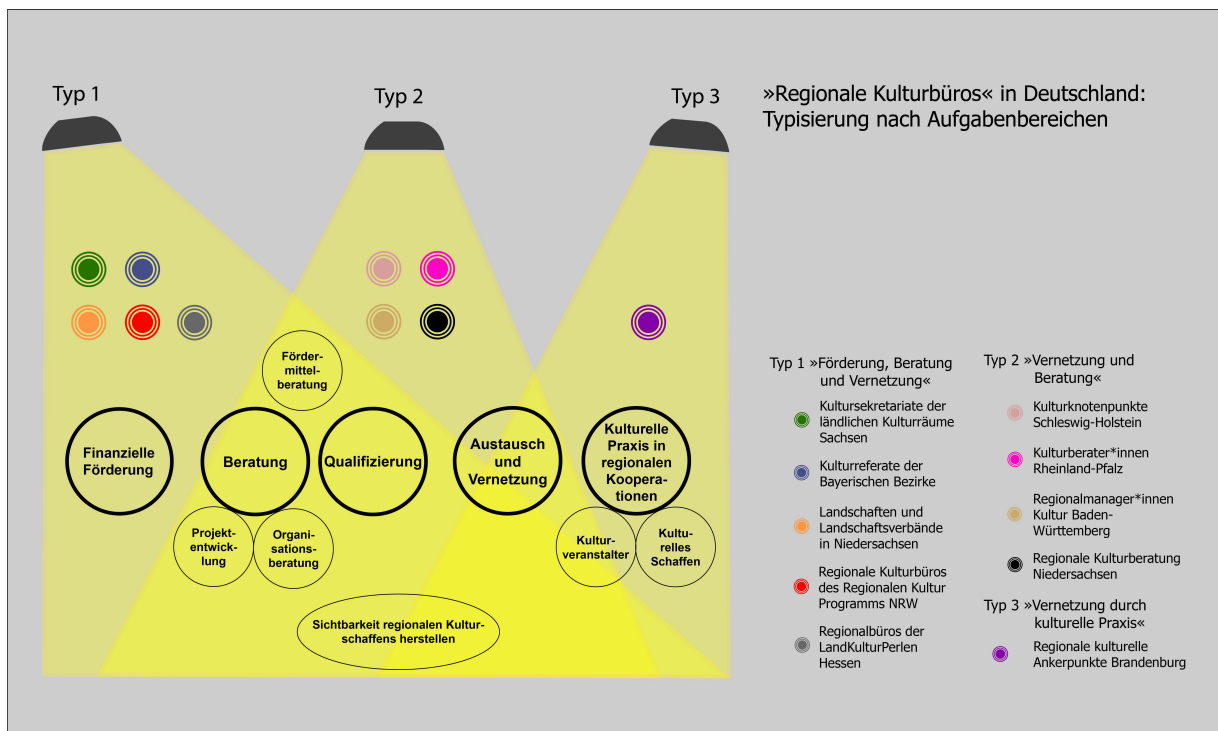 Typ 1
Typ 2
Typ 3
»Regionale Kulturbüros« in Deutschland:
Typisierung nach Aufgabenbereichen
Förder-
mittel-
beratung
Finanzielle
Förderung
Beratung
Qualifizierung
Austausch
und
Vernetzung
Kulturelle
Praxis in
regionalen
Koopera-
tionen
Projekt-
entwick-
lung
Organi-
sations-
beratung
Kultur-
veranstalter
Kultu-
relles
Schaffen
Sichtbarkeit regionalen Kultur-
schaffens herstellen
Typ 1 »Förderung, Beratung
und Vernetzung«
Kultursekretariate der
ländlichen Kulturräume
Sachsen
Kulturreferate der
Bayerischen Bezirke
Landschaften und
Landschaftsverbände
in Niedersachsen
Regionale Kulturbüros
des Regionalen Kultur
Programms NRW
Regionalbüros der
LandKulturPerlen
Hessen
Typ 2 »Vernetzung und
Beratung«
Kulturknotenpunkte
Schleswig-Holstein
Kulturberater*innen
Rheinland-Pfalz
Regionalmanager*innen
Kultur Baden-
Württemberg
Regionale Kulturberatung
Niedersachsen
Typ 3 »Vernetzung durch
kulturelle Praxis«
Regionale kulturelle
Ankerpunkte Brandenburg